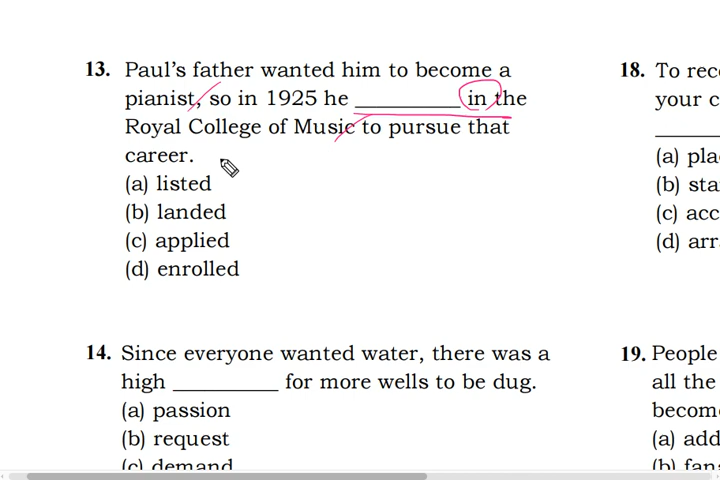 13. Paul's father wanted him to become a
pianist, so in 1925 he __________ in the
Royal College of Music to pursue that
career.
(a) listed
(b) landed
(c) applied
(d) enrolled
14. Since everyone wanted water, there was a
high __________ for more wells to be dug.
(a) passion
(b) request
(c) demand
18. To rec
your c
(a) pla
(b) sta
(c) acc
(d) arr
19. People
all the
becom
(a) add
(b) fan